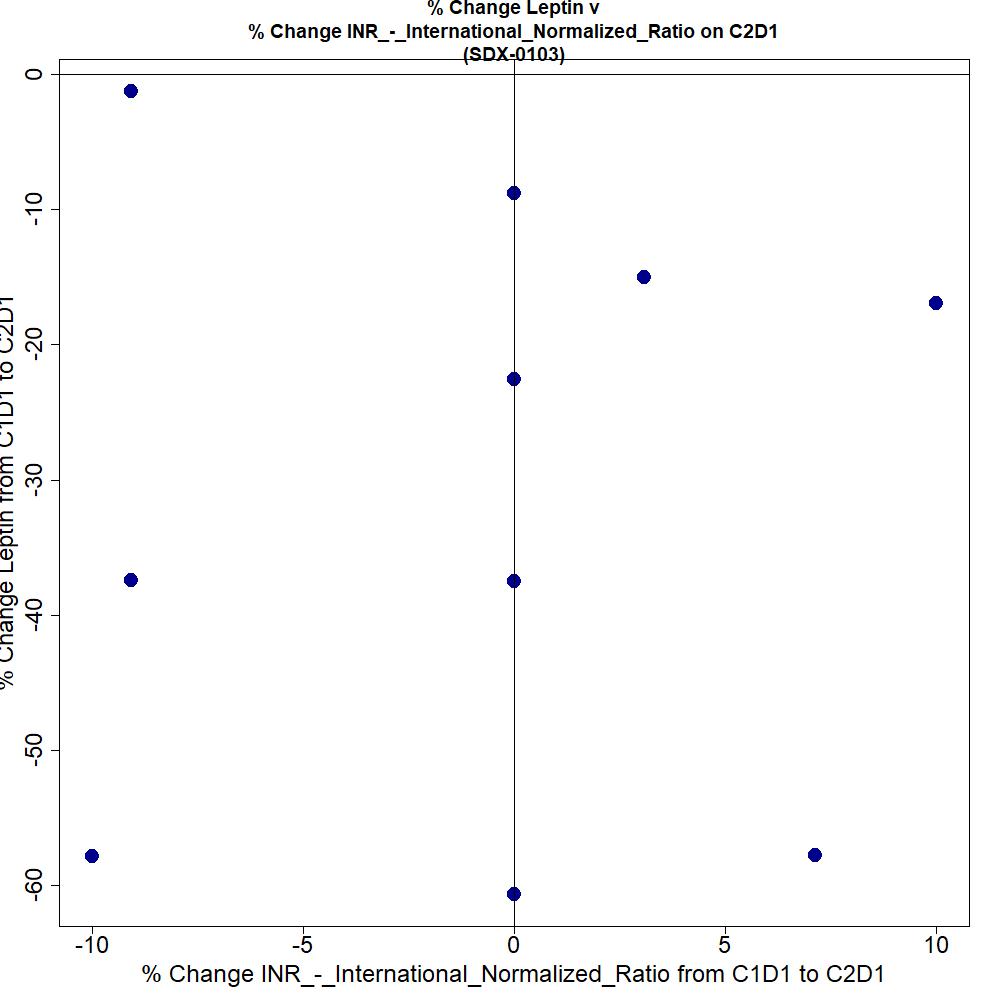 % Change Leptin v
% Change INR_-_International_Normalized_Ratio on C2D1
(SDX-0103)
% Change Leptin from C1D1 to C2D1
0
-10
-20
-30
-40
-50
-60
-10
-5
0
5
10
% Change INR_-_International_Normalized_Ratio from C1D1 to C2D1